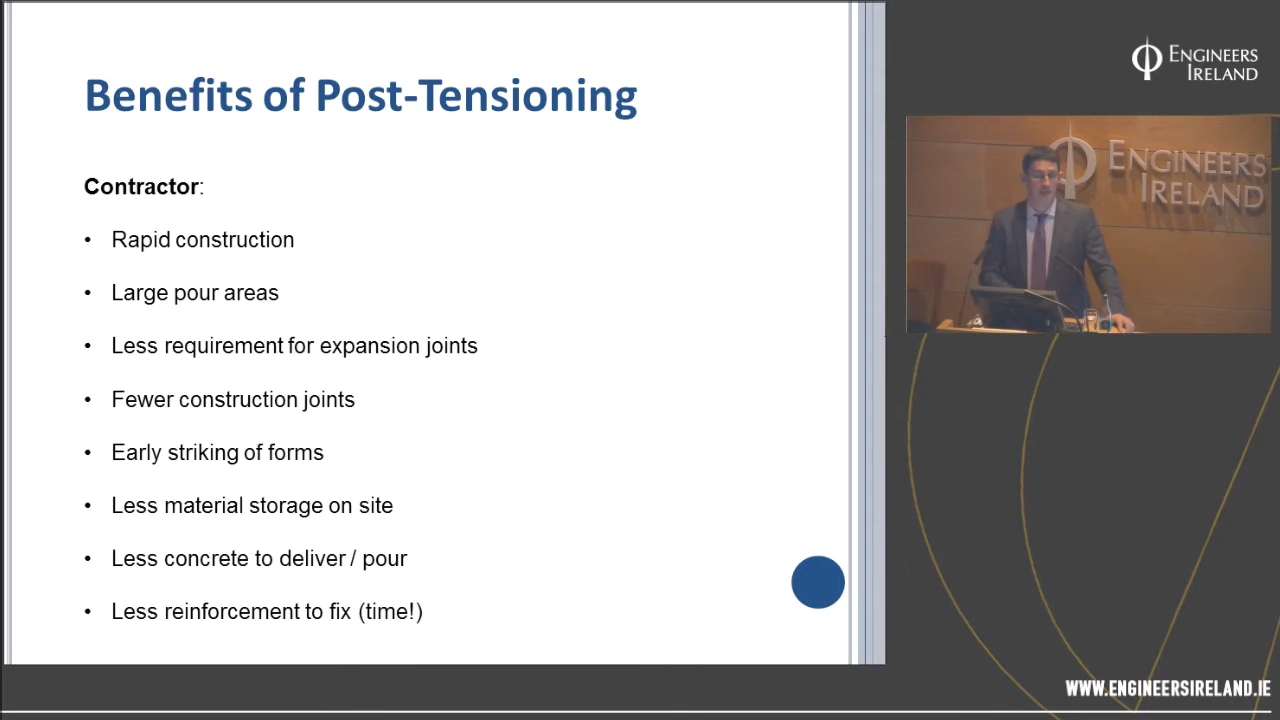 Benefits of Post-Tensioning
Contractor:
• Rapid construction
• Large pour areas
• Less requirement for expansion joints
• Fewer construction joints
• Early striking of forms
• Less material storage on site
• Less concrete to deliver / pour
• Less reinforcement to fix (time!)
ENGINEERS
IRELAND
ENGINEERS
IRELAND
WWW.ENGINEERSIRELAND.IE